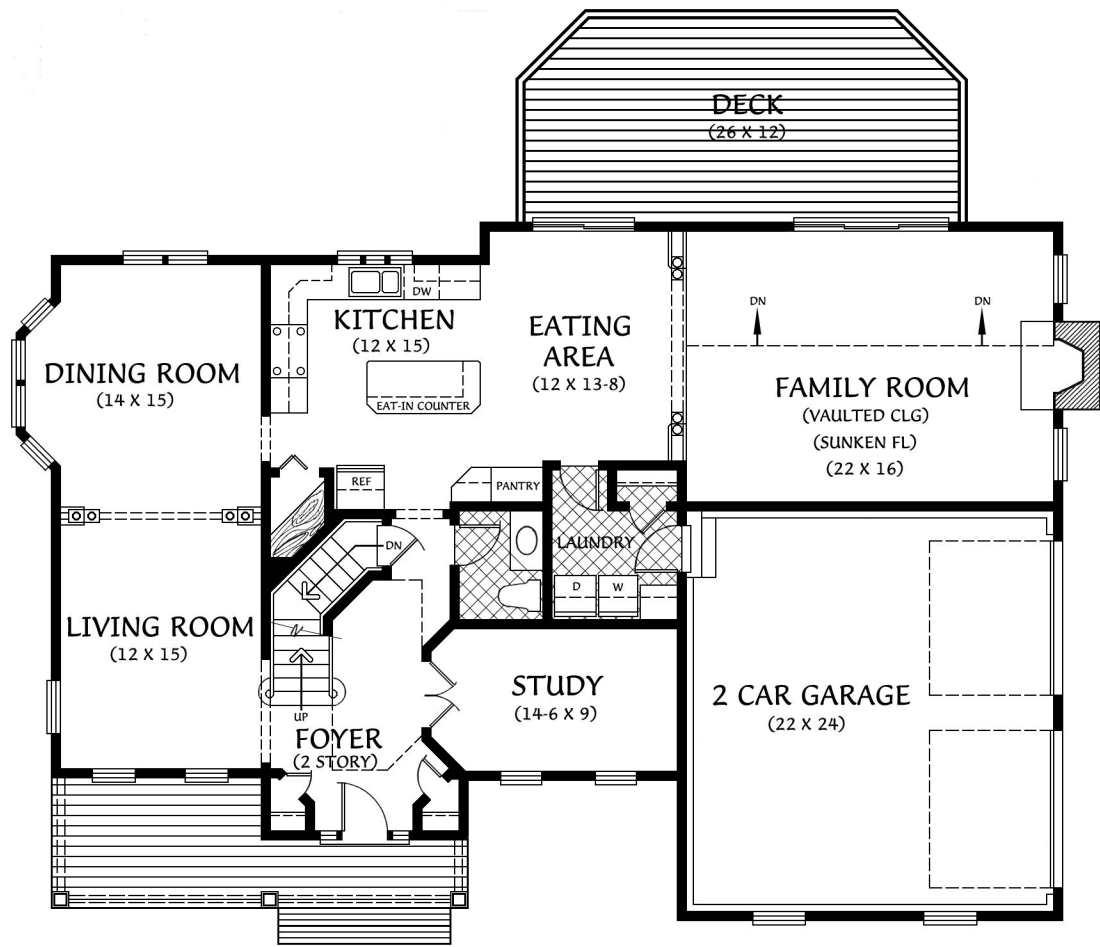 DECK
(26 X 12)
DN
DN
DW
KITCHEN
(12 X 15)
EATING
AREA
(12 X 13-8)
DINING ROOM
(14 X 15)
EAT-IN COUNTER
FAMILY ROOM
(VAULTED CLG)
(SUNKEN FL)
(22 X 16)
REF
PANTRY
DN
LAUNDRY
D
W
LIVING ROOM
(12 X 15)
STUDY
(14-6 X 9)
2 CAR GARAGE
(22 X 24)
UP
FOYER
(2 STORY)